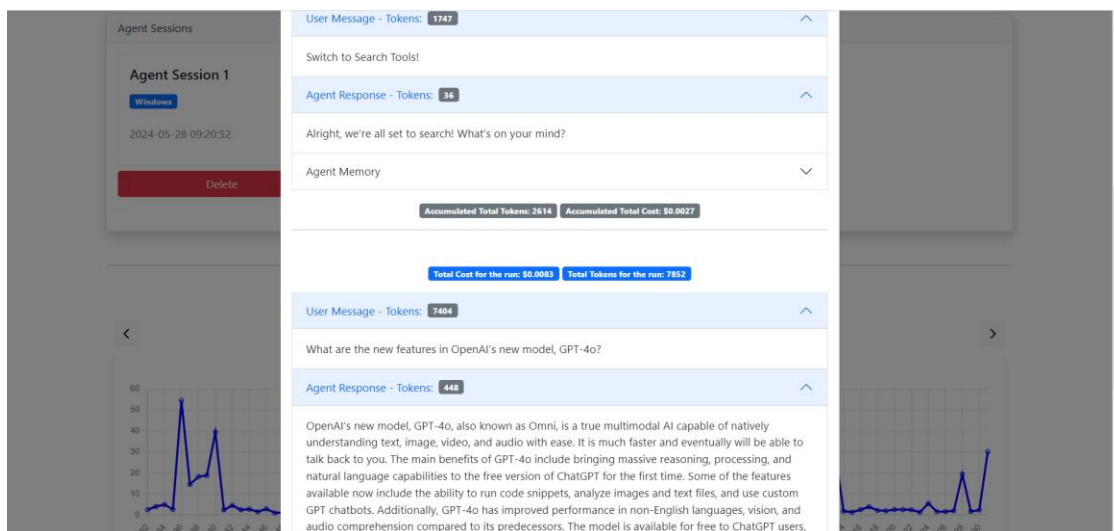 User Message - Tokens: 1747
Agent Sessions
Switch to Search Tools!
Agent Session 1
Windows
Agent Response - Tokens: 36
2024-05-28 09:20:52
Alright, we're all set to search! What's on your mind?
Agent Memory
Delete
Accumulated Total Tokens: 2614 Accumulated Total Cost: $0.0027
Total Cost for the run: $0.0083 Total Tokens for the run: 7852
User Message - Tokens: 7404
What are the new features in OpenAI's new model, GPT-4o?
Agent Response - Tokens: 448
60
50
40
30
20
10
0
OpenAI's new model, GPT-4o, also known as Omni, is a true multimodal AI capable of natively
understanding text, image, video, and audio with ease. It is much faster and eventually will be able to
talk back to you. The main benefits of GPT-4o include bringing massive reasoning, processing, and
natural language capabilities to the free version of ChatGPT for the first time. Some of the features
available now include the ability to run code snippets, analyze images and text files, and use custom
GPT chatbots. Additionally, GPT-4o has improved performance in non-English languages, vision, and
audio comprehension compared to its predecessors. The model is available for free to ChatGPT users,